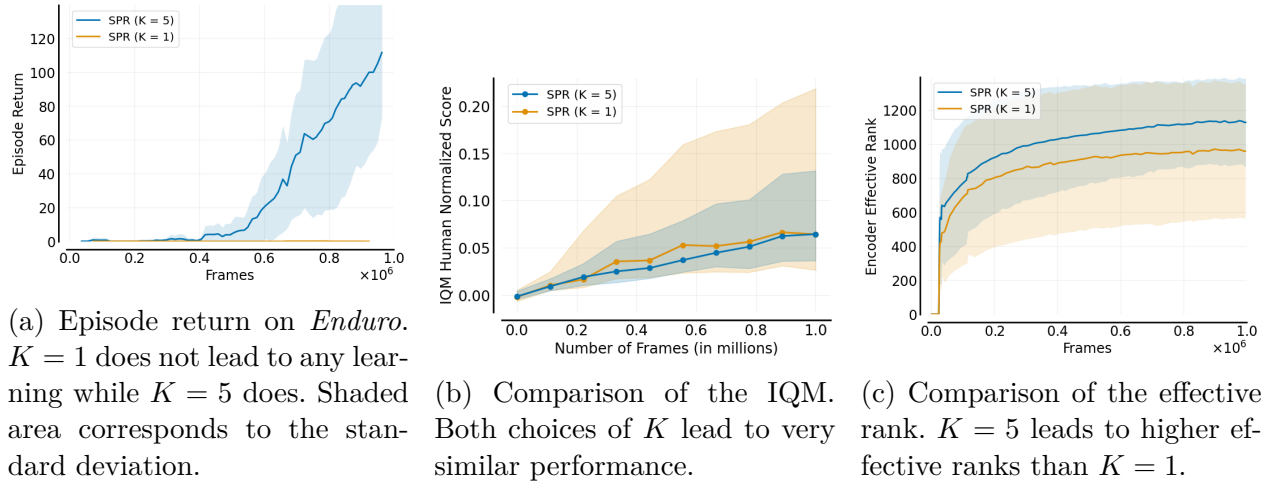 SPR (K = 5)
SPR (K = 1)
Episode Return
120
100
80
60
40
20
0
0.0 0.2 0.4 0.6 0.8 1.0
Frames
×10⁶
(a) Episode return on Enduro.
K = 1 does not lead to any lear-
ning while K = 5 does. Shaded
area corresponds to the stan-
dard deviation.
SPR (K = 5)
SPR (K = 1)
IQM Human Normalized Score
0.20
0.15
0.10
0.05
0.00
0.0 0.2 0.4 0.6 0.8 1.0
Number of Frames (in millions)
(b) Comparison of the IQM.
Both choices of K lead to very
similar performance.
SPR (K = 5)
SPR (K = 1)
Encoder Effective Rank
1200
1000
800
600
400
200
0
0.0 0.2 0.4 0.6 0.8 1.0
Frames
×10⁶
(c) Comparison of the effective
rank. K = 5 leads to higher ef-
fective ranks than K = 1.